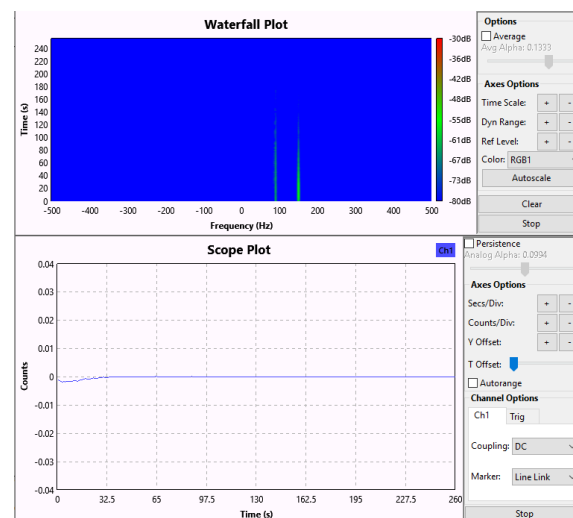 Waterfall Plot
240
220
200
180
160
140
120
100
80
60
40
20
0
Time (s)
-500 -400 -300 -200 -100 0 100 200 300 400 500
Frequency (Hz)
-30dB
-36dB
-42dB
-48dB
-55dB
-61dB
-67dB
-73dB
-80dB
Options
Average
Avg Alpha: 0.1333
Axes Options
Time Scale: + -
Dyn Range: + -
Ref Level: + -
Color: RGB1
Autoscale
Clear
Stop
Scope Plot
Ch1
0.04
0.03
0.02
0.01
0
-0.01
-0.02
-0.03
-0.04
Counts
0 32.5 65 97.5 130 162.5 195 227.5 260
Time (s)
Persistence
Analog Alpha: 0.0994
Axes Options
Secs/Div: + -
Counts/Div: + -
Y Offset: + -
T Offset:
Autorange
Channel Options
Ch1 Trig
Coupling: DC
Marker: Line Link
Stop